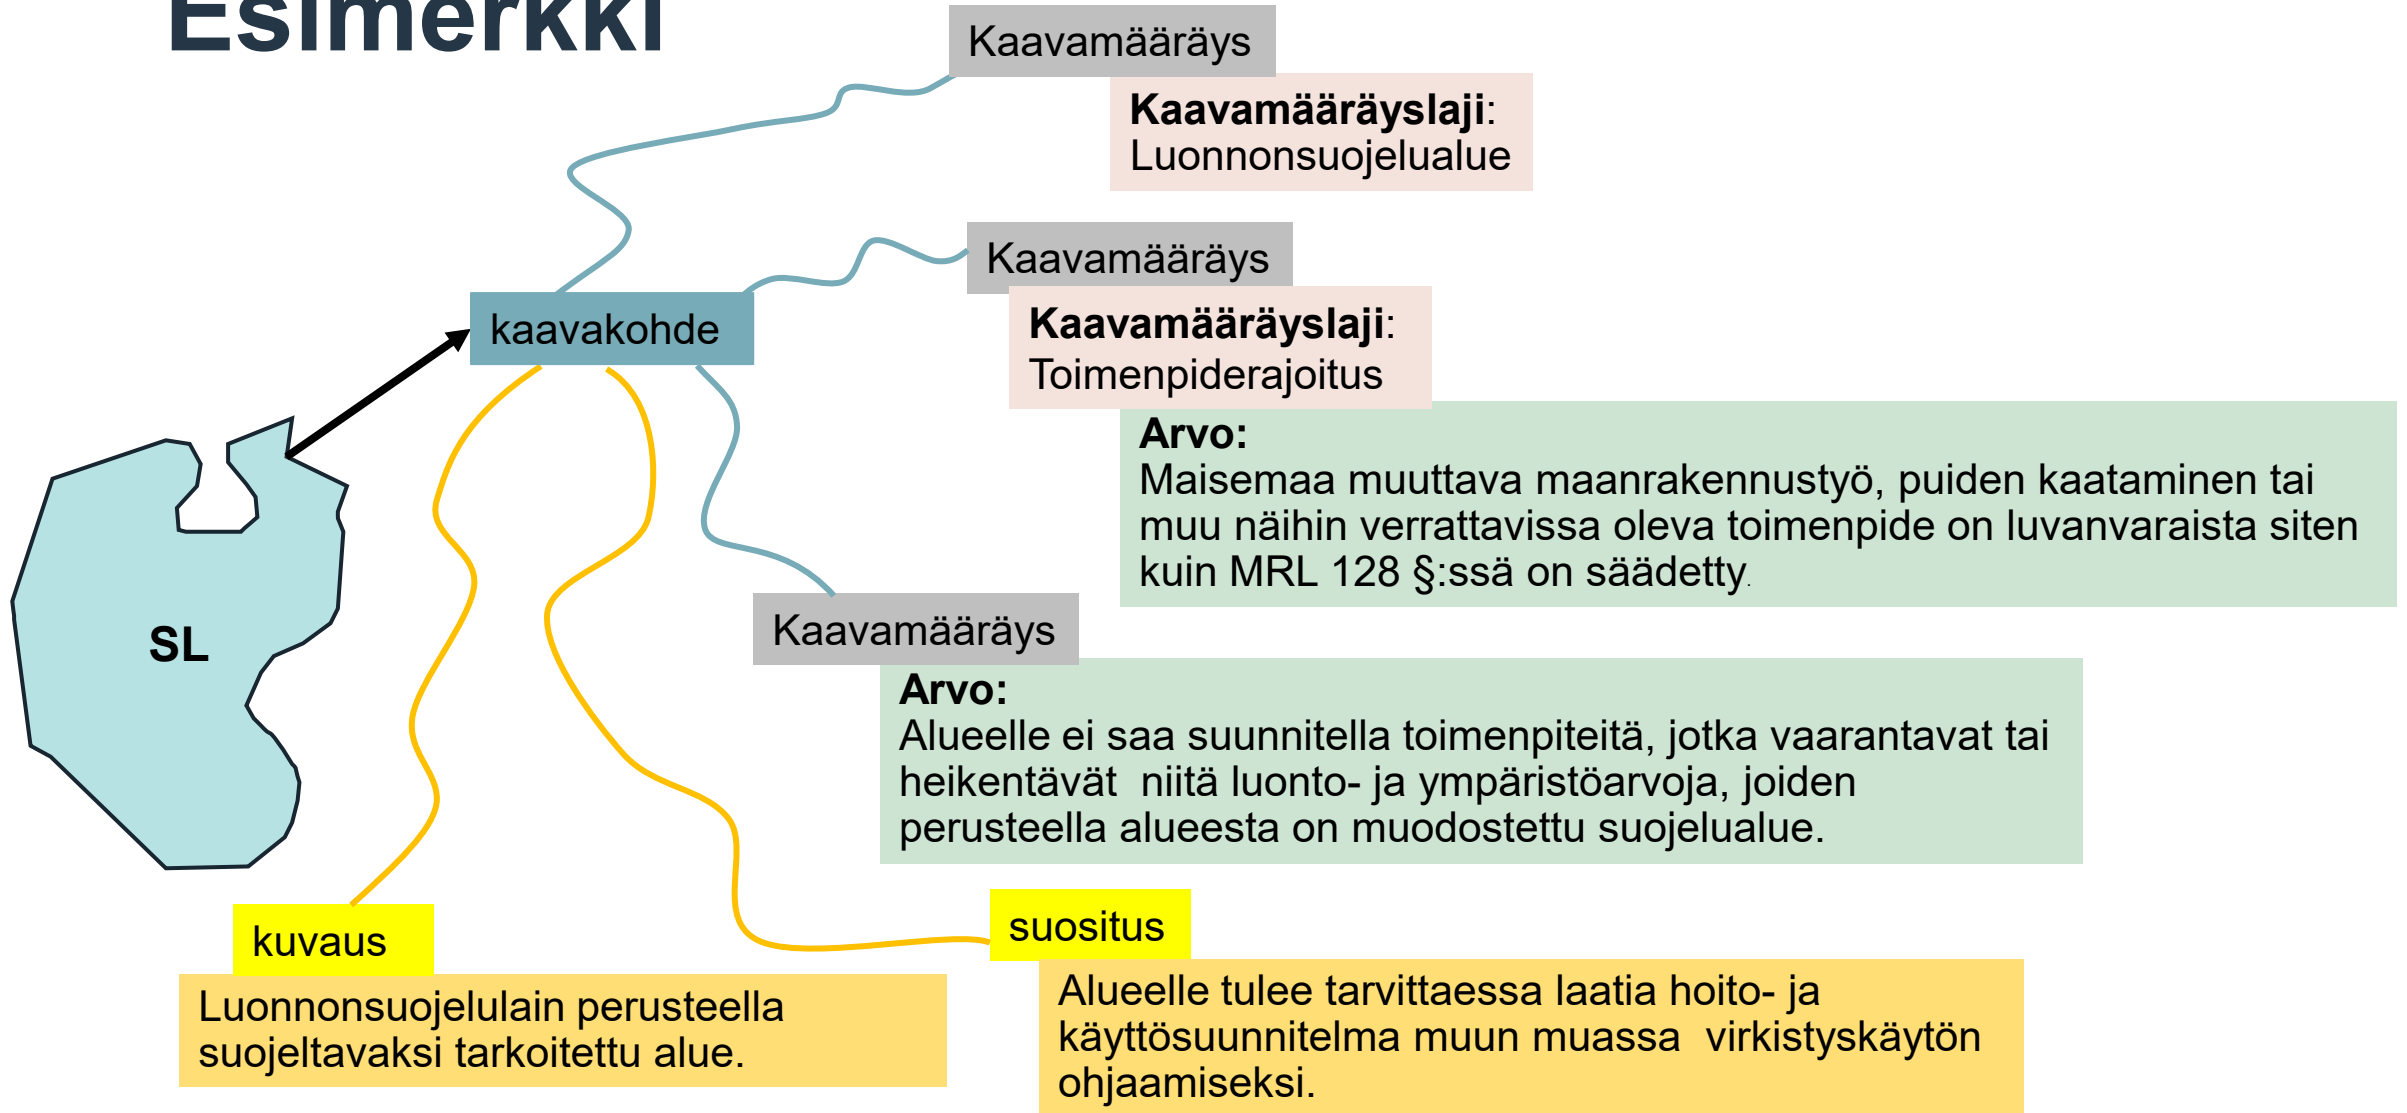 Esimerkki
Kaavamääräys
Kaavamääräyslaji:
Luonnonsuojelualue
Kaavamääräys
kaavakohde
Kaavamääräyslaji:
Toimenpiderajoitus
Arvo:
Maisemaa muuttava maanrakennustyö, puiden kaataminen tai
muu näihin verrattavissa oleva toimenpide on luvanvaraista siten
kuin MRL 128 §:ssä on säädetty.
SL
Kaavamääräys
Arvo:
Alueelle ei saa suunnitella toimenpiteitä, jotka vaarantavat tai
heikentävät  niitä luonto- ja ympäristöarvoja, joiden
perusteella alueesta on muodostettu suojelualue.
kuvaus
Luonnonsuojelulain perusteella
suojeltavaksi tarkoitettu alue.
suositus
Alueelle tulee tarvittaessa laatia hoito- ja
käyttösuunnitelma muun muassa  virkistyskäytön
ohjaamiseksi.